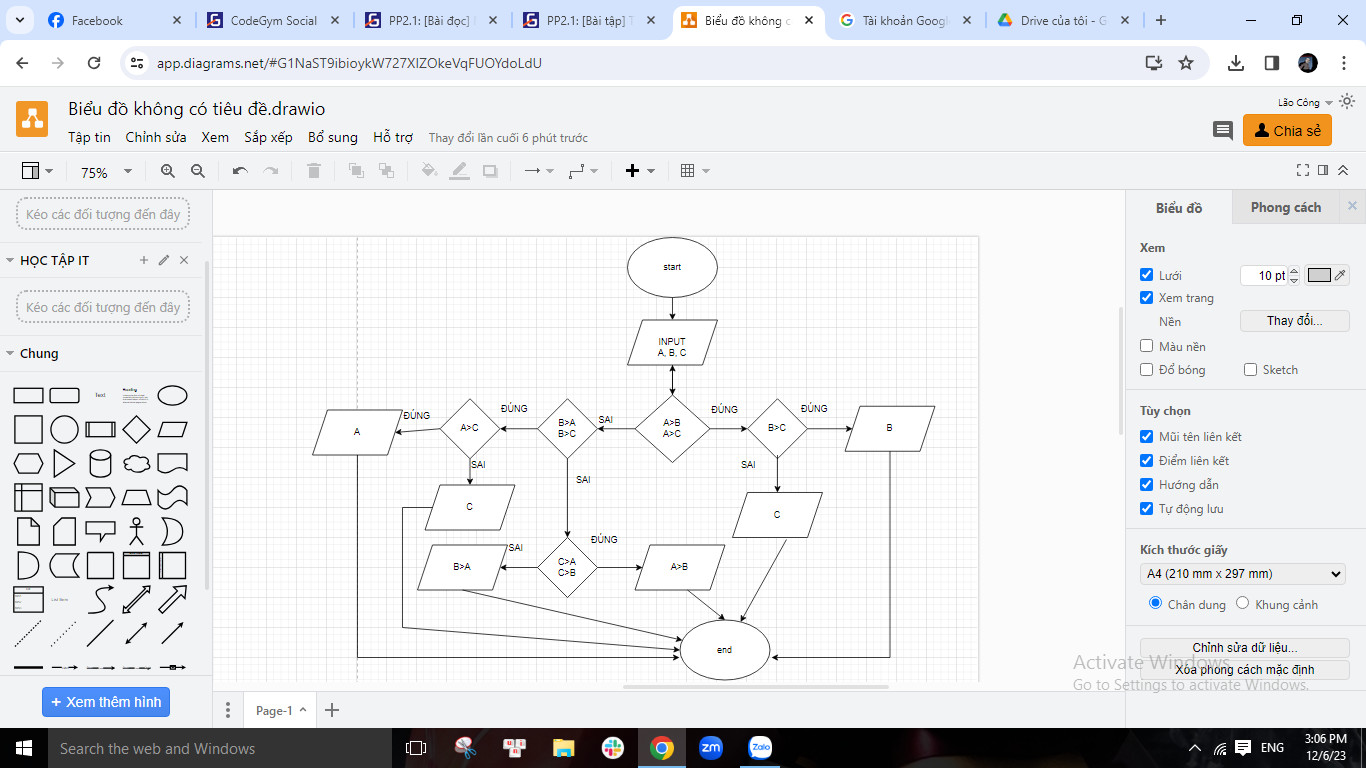 Facebook
CodeGym Social
PP2.1: [Bài đọc]
PP2.1: [Bài tập] T
Biểu đồ không c
Tài khoản Googl
Drive của tôi - G
app.diagrams.net/#G1NaST9ibioykW727XIZOkeVqFUOYdoLdU
Biểu đồ không có tiêu đề.drawio
Lão Công
Tập tin Chỉnh sửa Xem Sắp xếp Bổ sung Hỗ trợ Thay đổi lần cuối 6 phút trước
Chia sẻ
75%
Kéo các đối tượng đến đây
HỌC TẬP IT
Kéo các đối tượng đến đây
Chung
Text
Heading
+ Xem thêm hình
start
INPUT
A, B, C
ĐÚNG
ĐÚNG
SAI
ĐÚNG
ĐÚNG
A
A>C
B>A
B>C
A>B
A>C
B>C
B
SAI
SAI
SAI
C
C
SAI
ĐÚNG
B>A
C>A
C>B
A>B
end
Biểu đồ
Phong cách
Xem
Lưới
10 pt
Xem trang
Nền
Thay đổi...
Màu nền
Đổ bóng
Sketch
Tùy chọn
Mũi tên liên kết
Điểm liên kết
Hướng dẫn
Tự động lưu
Kích thước giấy
A4 (210 mm x 297 mm)
Chân dung
Khung cảnh
Chỉnh sửa dữ liệu...
Xóa phong cách mặc định
Activate Windows
Go to Settings to activate Windows.
Page-1
Search the web and Windows
zm
Zalo
ENG
3:06 PM
12/6/23